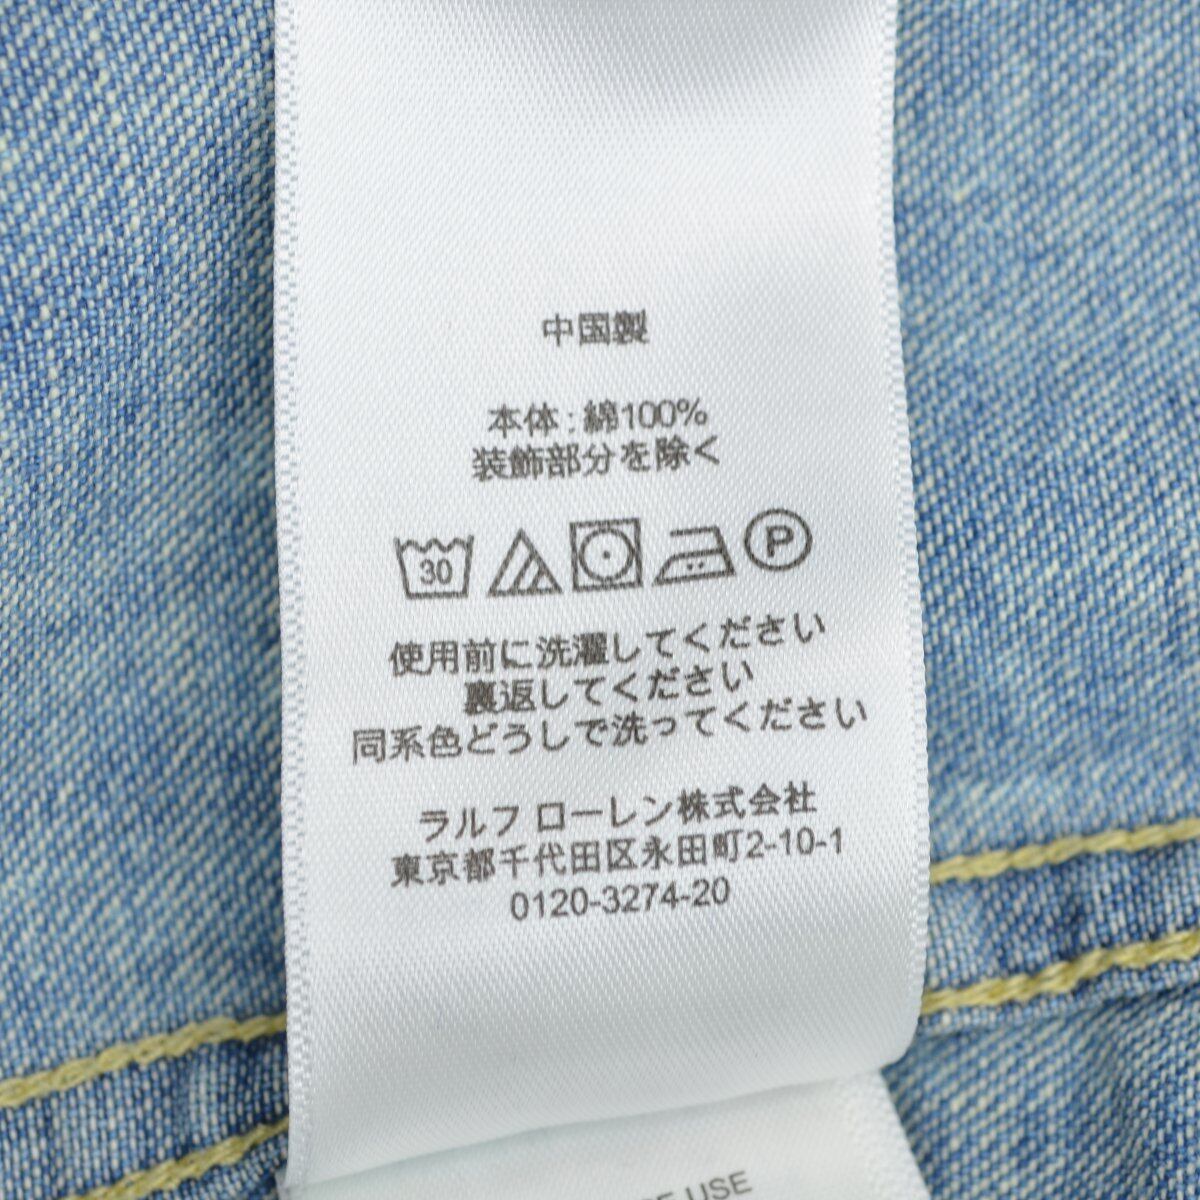 中国製
本体:綿100%
装飾部分を除く
30 P
使用前に洗濯してください
裏返してください
同系色どうしで洗ってください
ラルフ ローレン株式会社
東京都千代田区永田町2-10-1
0120-3274-20
USE